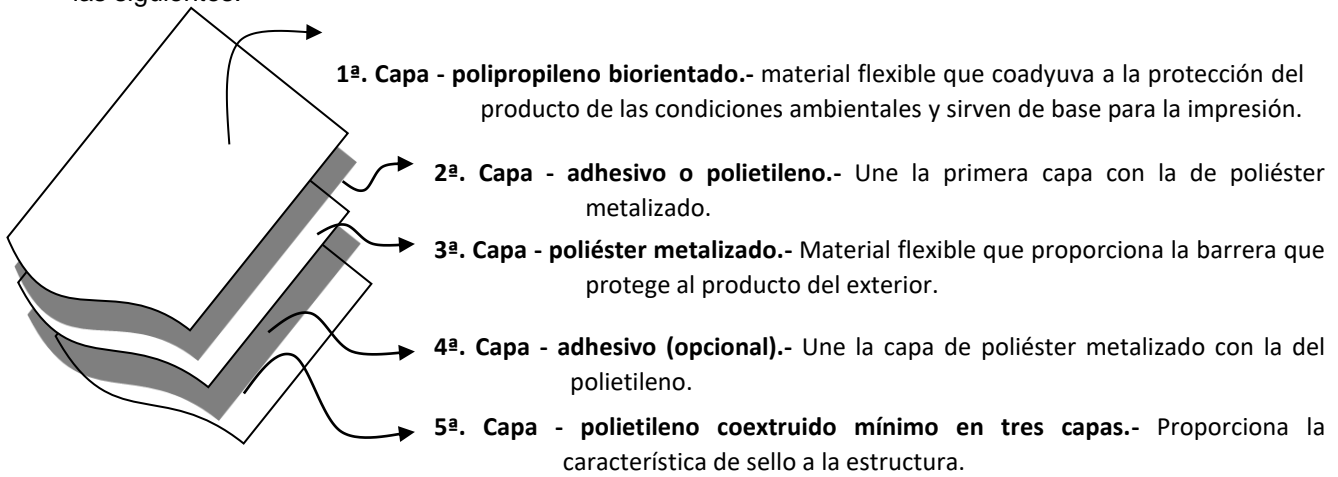 las siguientes:
1ª. Capa - polipropileno biorientado.- material flexible que coadyuva a la protección del
producto de las condiciones ambientales y sirven de base para la impresión.
2ª. Capa - adhesivo o polietileno.- Une la primera capa con la de poliéster
metalizado.
3ª. Capa - poliéster metalizado.- Material flexible que proporciona la barrera que
protege al producto del exterior.
4ª. Capa - adhesivo (opcional).- Une la capa de poliéster metalizado con la del
polietileno.
5ª. Capa - polietileno coextruido mínimo en tres capas.- Proporciona la
característica de sello a la estructura.